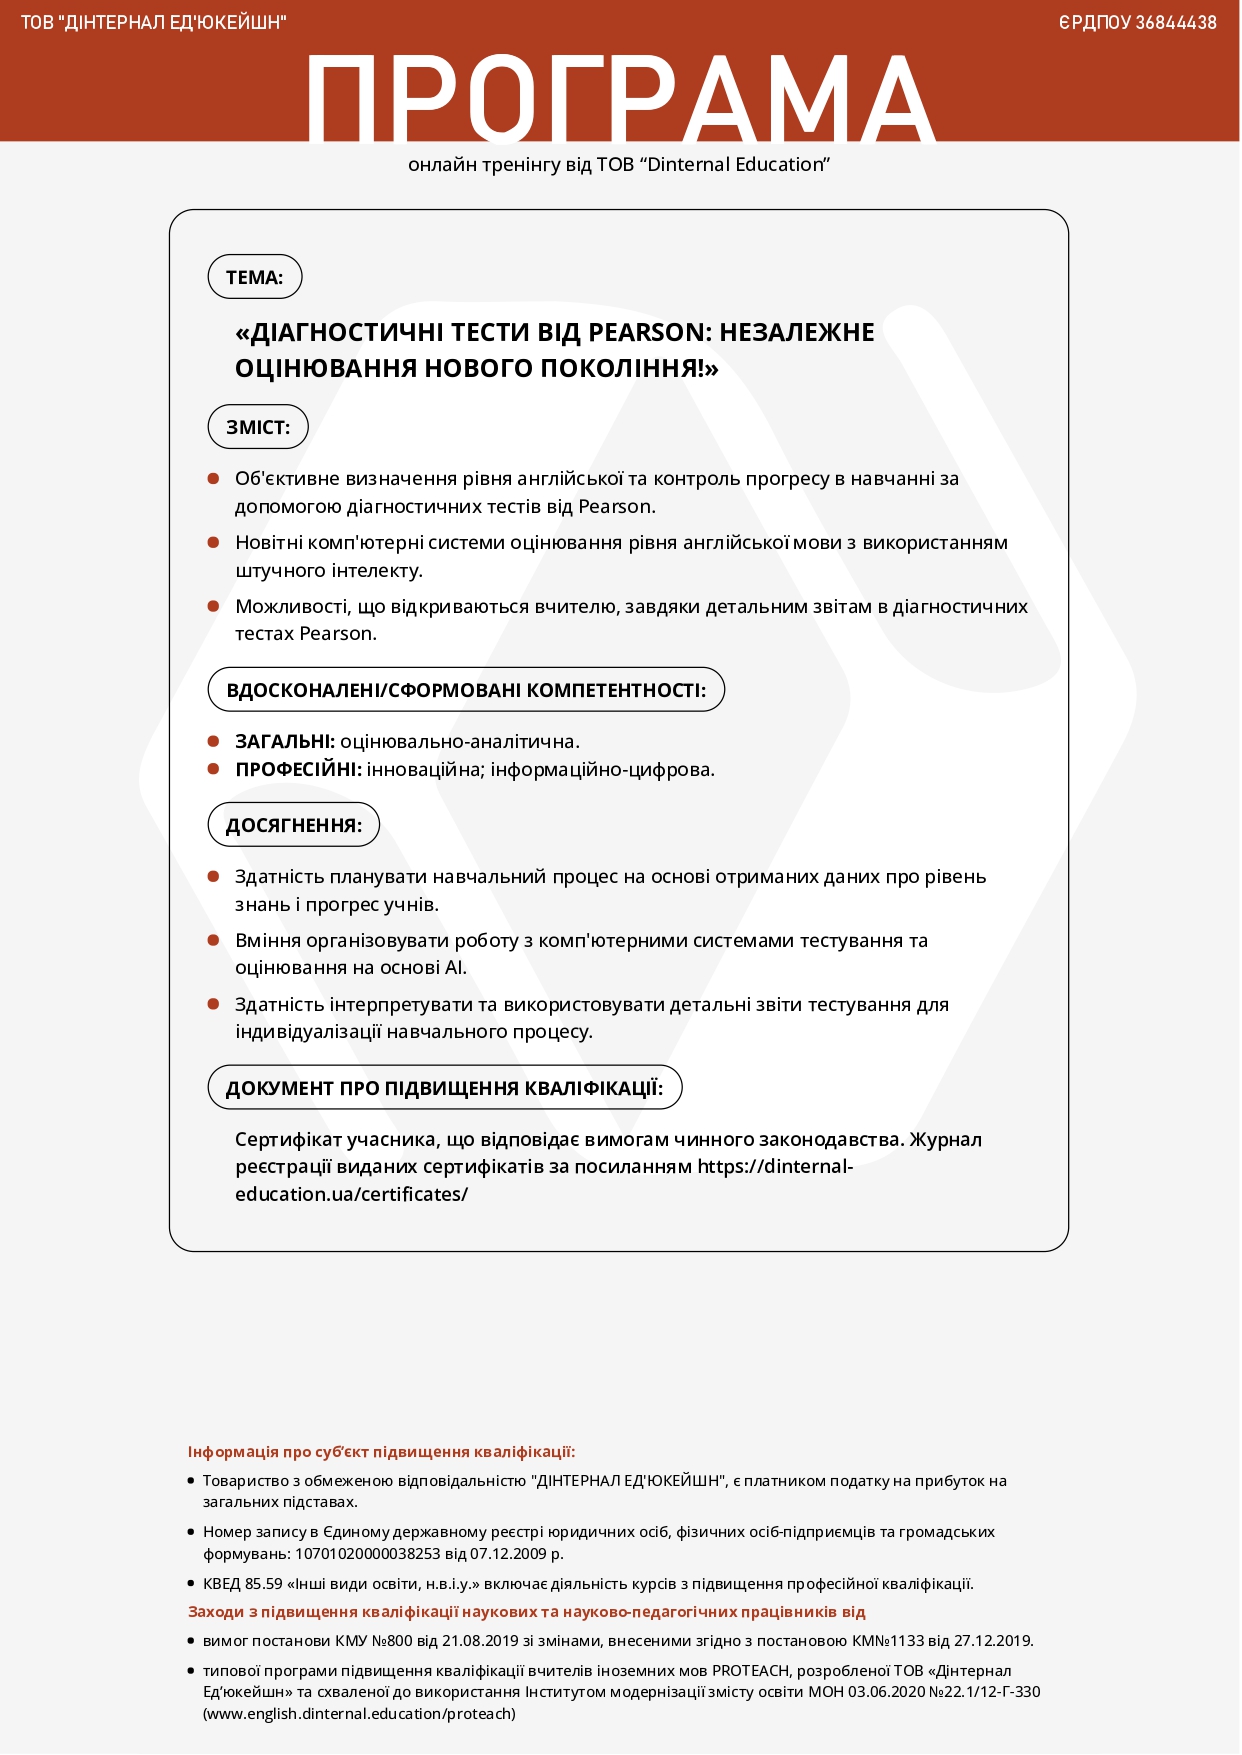 ТОВ "ДІНТЕРНАЛ ЕД'ЮКЕЙШН"
ЄРДПОУ 36844438
ПРОГРАМА
онлайн тренінгу від ТОВ “Dinternal Education”
ТЕМА:
«ДІАГНОСТИЧНІ ТЕСТИ ВІД PEARSON: НЕЗАЛЕЖНЕ
ОЦІНЮВАННЯ НОВОГО ПОКОЛІННЯ!»
ЗМІСТ:
Об'єктивне визначення рівня англійської та контроль прогресу в навчанні за
допомогою діагностичних тестів від Pearson.
Новітні комп'ютерні системи оцінювання рівня англійської мови з використанням
штучного інтелекту.
Можливості, що відкриваються вчителю, завдяки детальним звітам в діагностичних
тестах Pearson.
ВДОСКОНАЛЕНІ/СФОРМОВАНІ КОМПЕТЕНТНОСТІ:
ЗАГАЛЬНІ: оцінювально-аналітична.
ПРОФЕСІЙНІ: інноваційна; інформаційно-цифрова.
ДОСЯГНЕННЯ:
Здатність планувати навчальний процес на основі отриманих даних про рівень
знань і прогрес учнів.
Вміння організовувати роботу з комп'ютерними системами тестування та
оцінювання на основі AI.
Здатність інтерпретувати та використовувати детальні звіти тестування для
індивідуалізації навчального процесу.
ДОКУМЕНТ ПРО ПІДВИЩЕННЯ КВАЛІФІКАЦІЇ:
Сертифікат учасника, що відповідає вимогам чинного законодавства. Журнал
реєстрації виданих сертифікатів за посиланням https://dinternal-
education.ua/certificates/
Інформація про суб’єкт підвищення кваліфікації:
Товариство з обмеженою відповідальністю "ДІНТЕРНАЛ ЕД'ЮКЕЙШН", є платником податку на прибуток на
загальних підставах.
Номер запису в Єдиному державному реєстрі юридичних осіб, фізичних осіб-підприємців та громадських
формувань: 10701020000038253 від 07.12.2009 р.
КВЕД 85.59 «Інші види освіти, н.в.і.у.» включає діяльність курсів з підвищення професійної кваліфікації.
Заходи з підвищення кваліфікації наукових та науково-педагогічних працівників від
вимог постанови КМУ №800 від 21.08.2019 зі змінами, внесеними згідно з постановою КМ№1133 від 27.12.2019.
типової програми підвищення кваліфікації вчителів іноземних мов PROTEACH, розробленої ТОВ «Дінтернал
Ед’юкейшн» та схваленої до використання Інститутом модернізації змісту освіти МОН 03.06.2020 №22.1/12-Г-330
(www.english.dinternal.education/proteach)